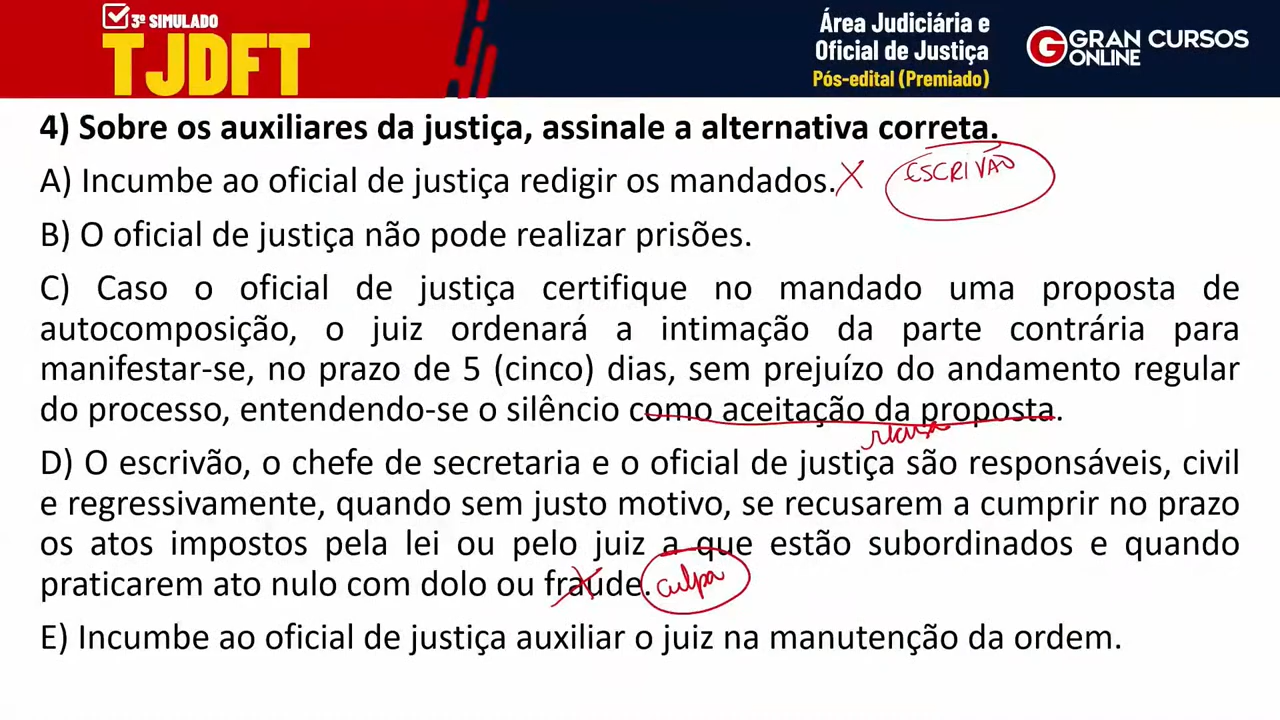 3º SIMULADO
TJDFT
Área Judiciária e
Oficial de Justiça
Pós-edital (Premiado)
GRAN CURSOS
ONLINE
4) Sobre os auxiliares da justiça, assinale a alternativa correta.
A) Incumbe ao oficial de justiça redigir os mandados. X ESCRIVÃO
B) O oficial de justiça não pode realizar prisões.
C) Caso o oficial de justiça certifique no mandado uma proposta de
autocomposição, o juiz ordenará a intimação da parte contrária para
manifestar-se, no prazo de 5 (cinco) dias, sem prejuízo do andamento regular
do processo, entendendo-se o silêncio como aceitação da proposta.
recusa
D) O escrivão, o chefe de secretaria e o oficial de justiça são responsáveis, civil
e regressivamente, quando sem justo motivo, se recusarem a cumprir no prazo
os atos impostos pela lei ou pelo juiz a que estão subordinados e quando
praticarem ato nulo com dolo ou fraude. culpa
E) Incumbe ao oficial de justiça auxiliar o juiz na manutenção da ordem.